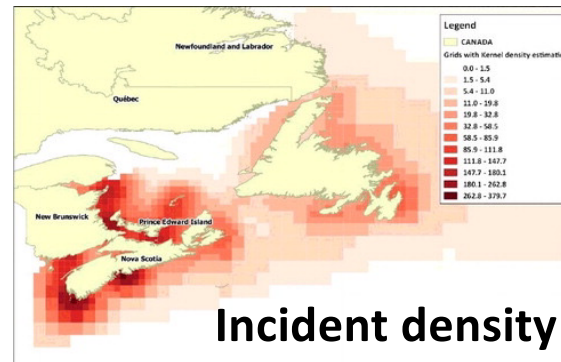 Legend
CANADA
Grids with Kernel density estimatio
0.0 - 1.5
1.5 - 5.4
5.4 - 11.0
11.0 - 19.8
19.8 - 32.8
32.8 - 58.5
58.5 - 85.9
85.9 - 111.8
111.8 - 147.7
147.7 - 180.1
180.1 - 262.8
262.8 - 379.7
Newfoundland and Labrador
Québec
New Brunswick
Prince Edward Island
Nova Scotia
Incident density